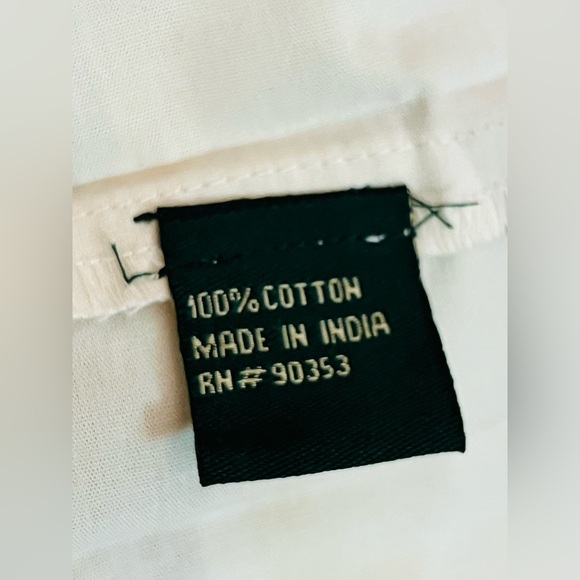 100% COTTON
MADE IN INDIA
RN# 90353